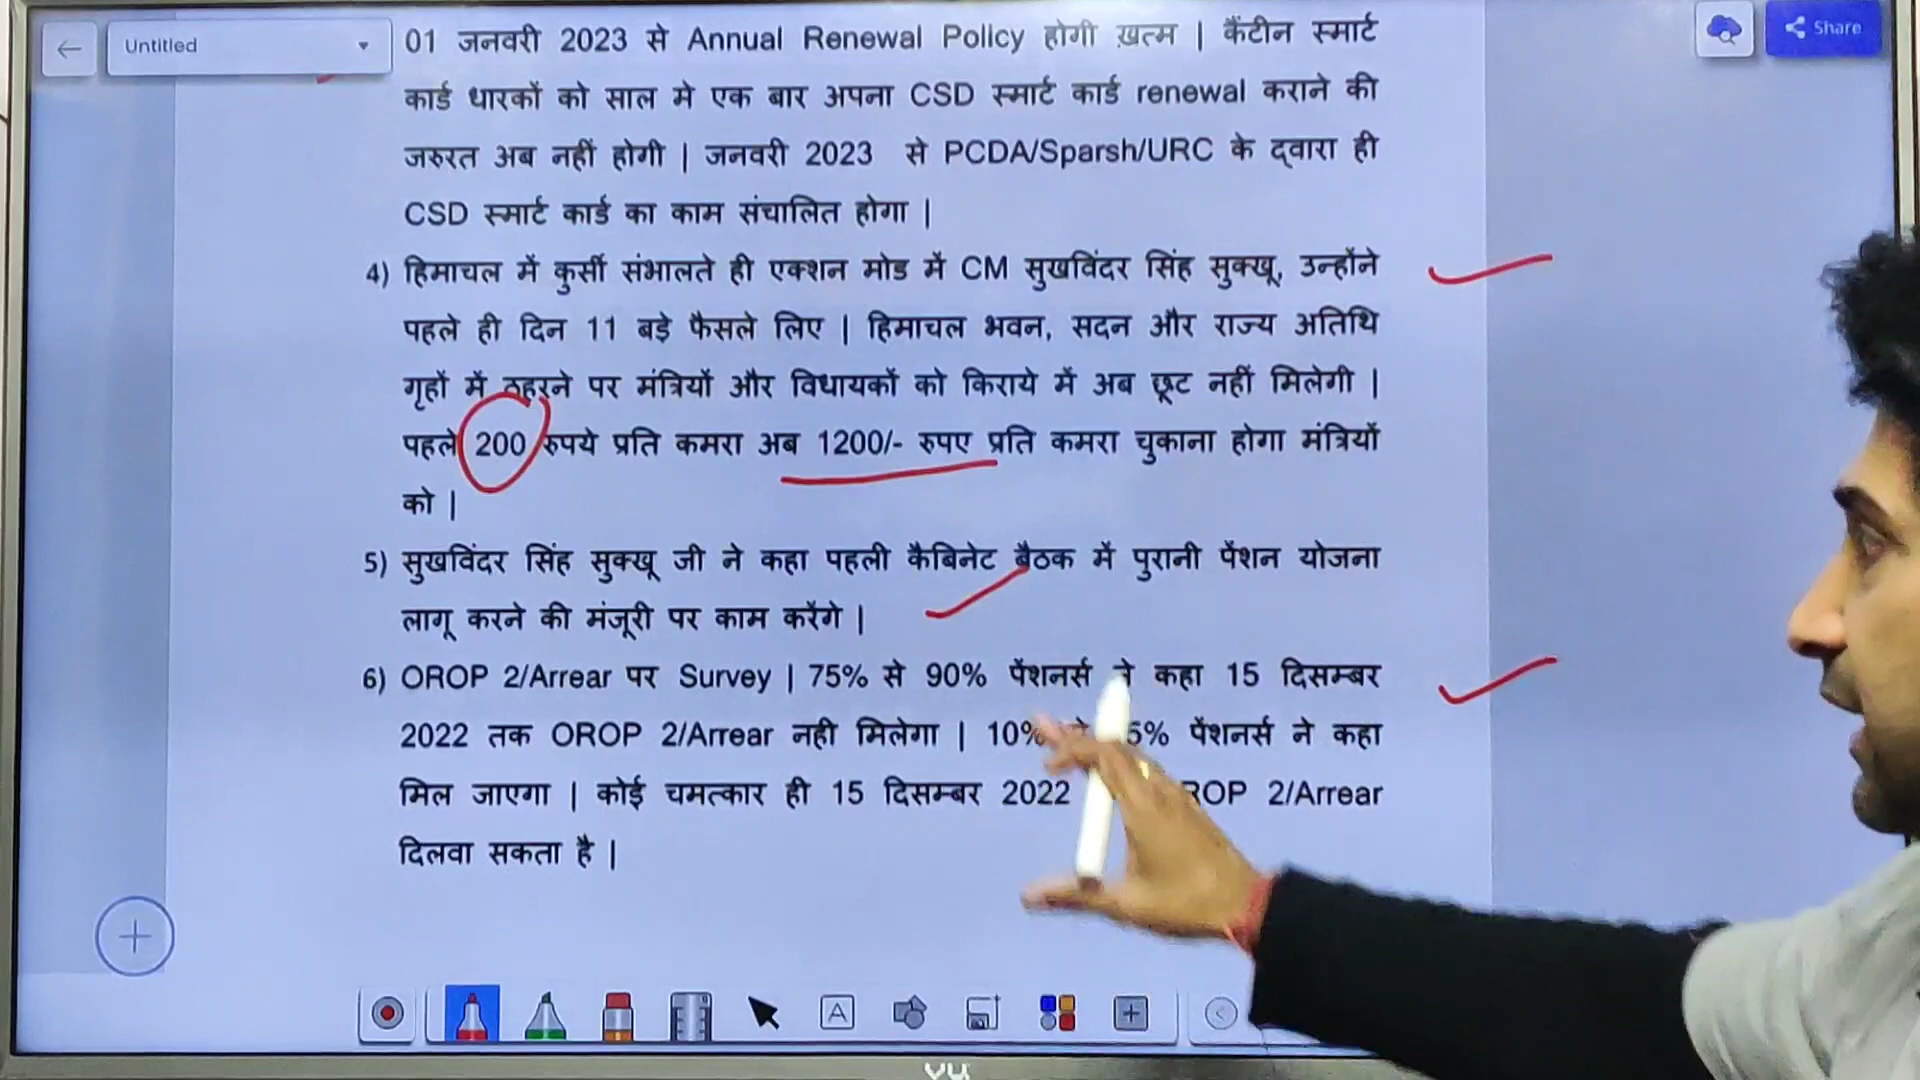 Untitled
Share
01 जनवरी 2023 से Annual Renewal Policy होगी ख़त्म | कैंटीन स्मार्ट
कार्ड धारकों को साल मे एक बार अपना CSD स्मार्ट कार्ड renewal कराने की
जरुरत अब नहीं होगी | जनवरी 2023 से PCDA/Sparsh/URC के द्वारा ही
CSD स्मार्ट कार्ड का काम संचालित होगा |
4) हिमाचल में कुर्सी संभालते ही एक्शन मोड में CM सुखविंदर सिंह सुक्खू, उन्होंने
पहले ही दिन 11 बड़े फैसले लिए | हिमाचल भवन, सदन और राज्य अतिथि
गृहों में ठहरने पर मंत्रियों और विधायकों को किराये में अब छूट नहीं मिलेगी |
पहले 200 रुपये प्रति कमरा अब 1200/- रुपए प्रति कमरा चुकाना होगा मंत्रियों
को |
5) सुखविंदर सिंह सुक्खू जी ने कहा पहली कैबिनेट बैठक में पुरानी पेंशन योजना
लागू करने की मंजूरी पर काम करेंगे |
6) OROP 2/Arrear पर Survey | 75% से 90% पेंशनर्स ने कहा 15 दिसम्बर
2022 तक OROP 2/Arrear नही मिलेगा | 10% पेंशनर्स ने कहा
मिल जाएगा | कोई चमत्कार ही 15 दिसम्बर 2022 2/Arrear
दिलवा सकता है |
A